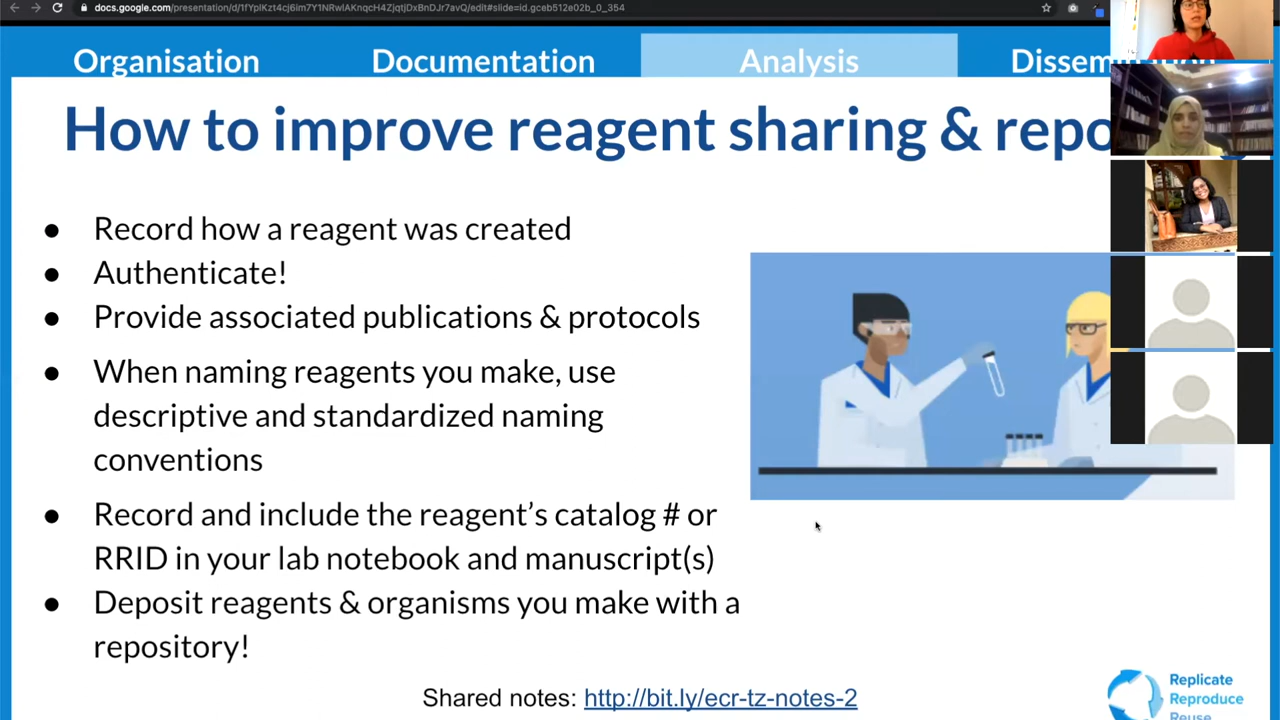 docs.google.com/presentation/d/1fYpIKzt4cj6im7Y1NRwlAKnqcH4ZjqtjDxBnDJr7avQ/edit#slide=id.gceb512e02b_0_354
Organisation Documentation Analysis
How to improve reagent sharing &
● Record how a reagent was created
● Authenticate!
● Provide associated publications & protocols
● When naming reagents you make, use
descriptive and standardized naming
conventions
● Record and include the reagent’s catalog # or
RRID in your lab notebook and manuscript(s)
● Deposit reagents & organisms you make with a
repository!
Shared notes: http://bit.ly/ecr-tz-notes-2
Replicate
Reproduce
Reuse